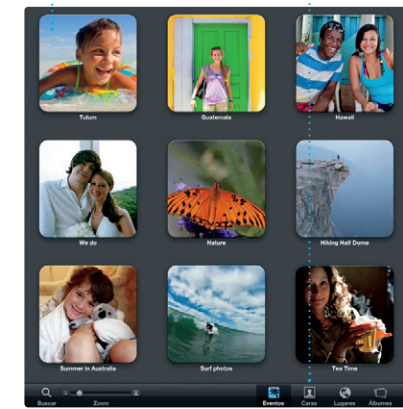 Tulum
Guatemala
Hawaii
We do
Nature
Hiking Half Dome
Summer in Australia
Surf photos
Tea Time
Buscar
Zoom
Eventos
Caras
Lugares
Álbumes